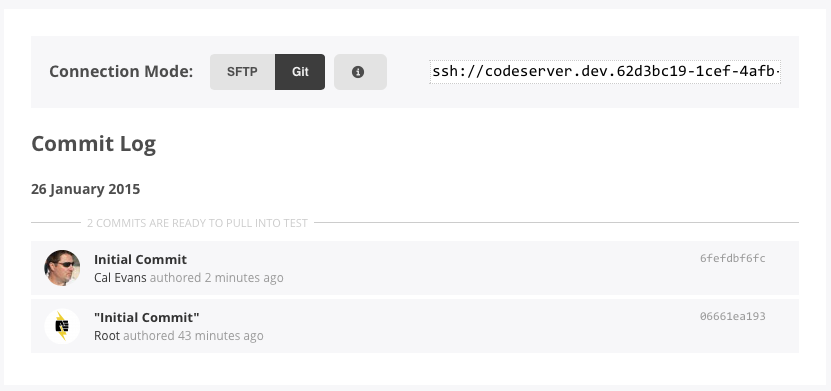 Connection Mode: SFTP Git ssh://codeserver.dev.62d3bc19-1cef-4afb-
Commit Log
26 January 2015
2 COMMITS ARE READY TO PULL INTO TEST
Initial Commit 6fefdbf6fc
Cal Evans authored 2 minutes ago
"Initial Commit" 06661ea193
Root authored 43 minutes ago